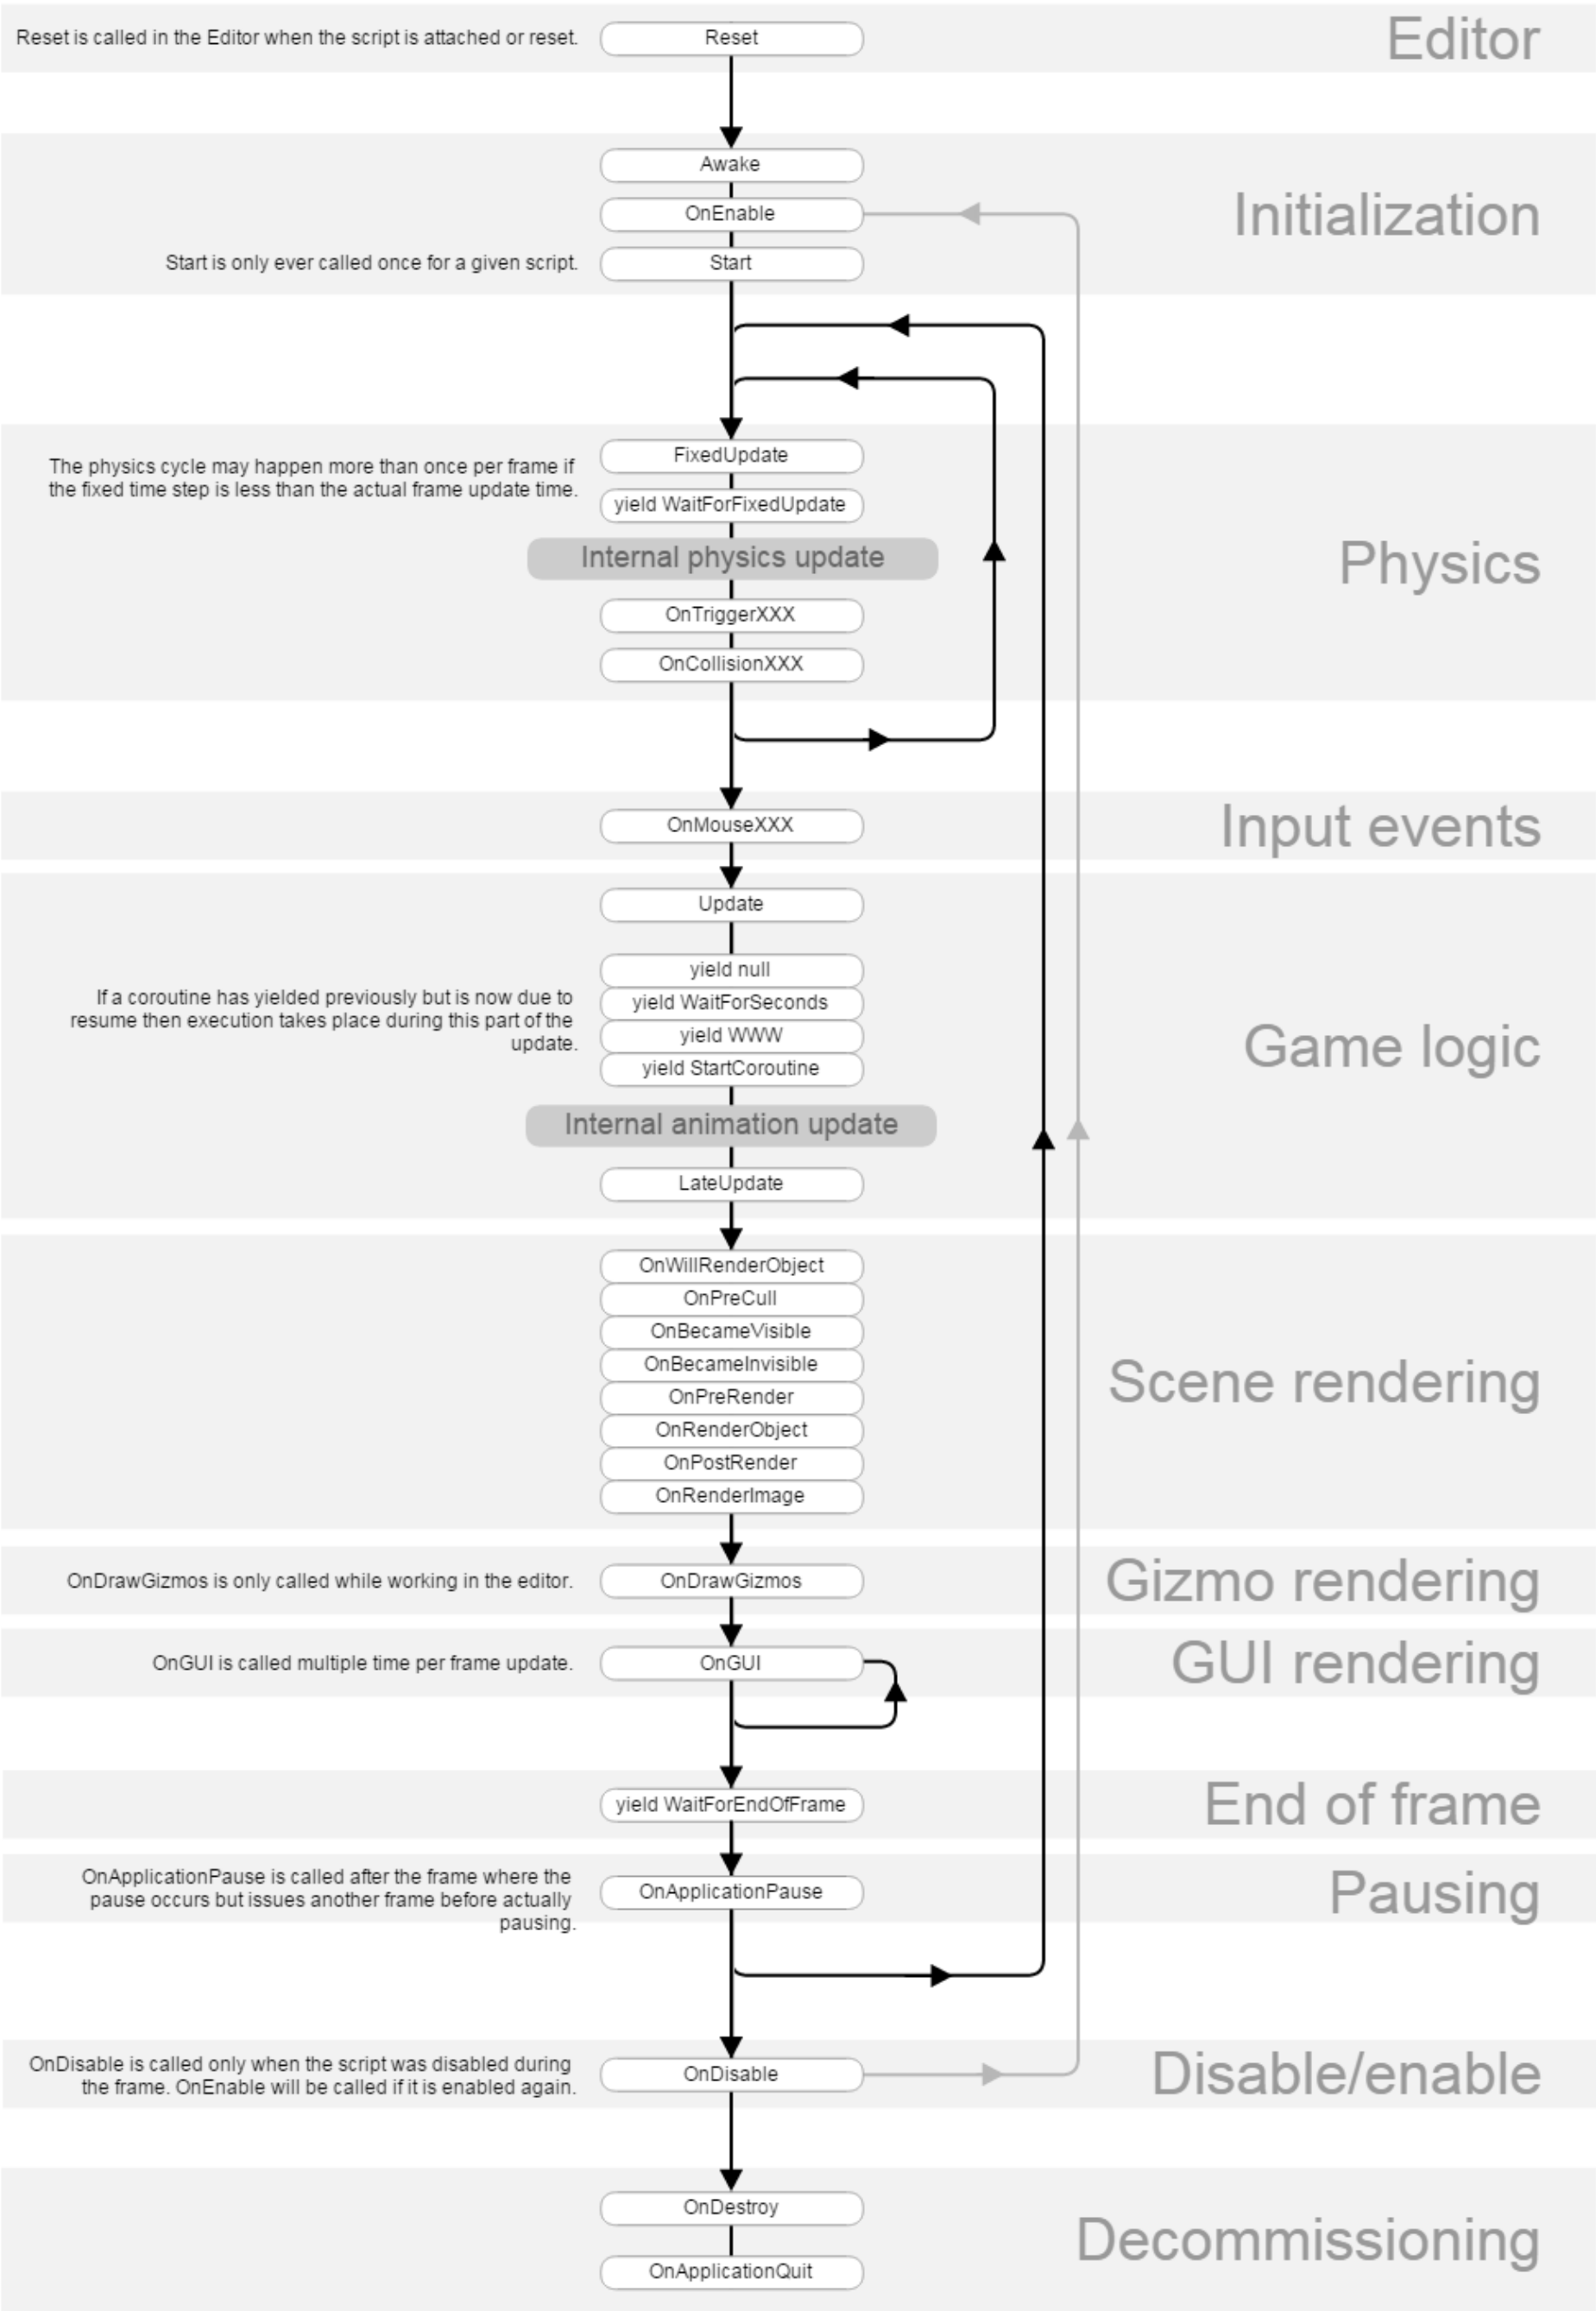 Reset is called in the Editor when the script is attached or reset.
Reset
Editor
Awake
OnEnable
Initialization
Start is only ever called once for a given script.
Start
The physics cycle may happen more than once per frame if
the fixed time step is less than the actual frame update time.
FixedUpdate
yield WaitForFixedUpdate
Internal physics update
Physics
OnTriggerXXX
OnCollisionXXX
OnMouseXXX
Input events
Update
If a coroutine has yielded previously but is now due to
resume then execution takes place during this part of the
update.
yield null
yield WaitForSeconds
yield WWW
yield StartCoroutine
Game logic
Internal animation update
LateUpdate
OnWillRenderObject
OnPreCull
OnBecameVisible
OnBecameInvisible
OnPreRender
OnRenderObject
OnPostRender
OnRenderImage
Scene rendering
OnDrawGizmos is only called while working in the editor.
OnDrawGizmos
Gizmo rendering
OnGUI is called multiple time per frame update.
OnGUI
GUI rendering
yield WaitForEndOfFrame
End of frame
OnApplicationPause is called after the frame where the
pause occurs but issues another frame before actually
pausing.
OnApplicationPause
Pausing
OnDisable is called only when the script was disabled during
the frame. OnEnable will be called if it is enabled again.
OnDisable
Disable/enable
OnDestroy
Decommissioning
OnApplicationQuit